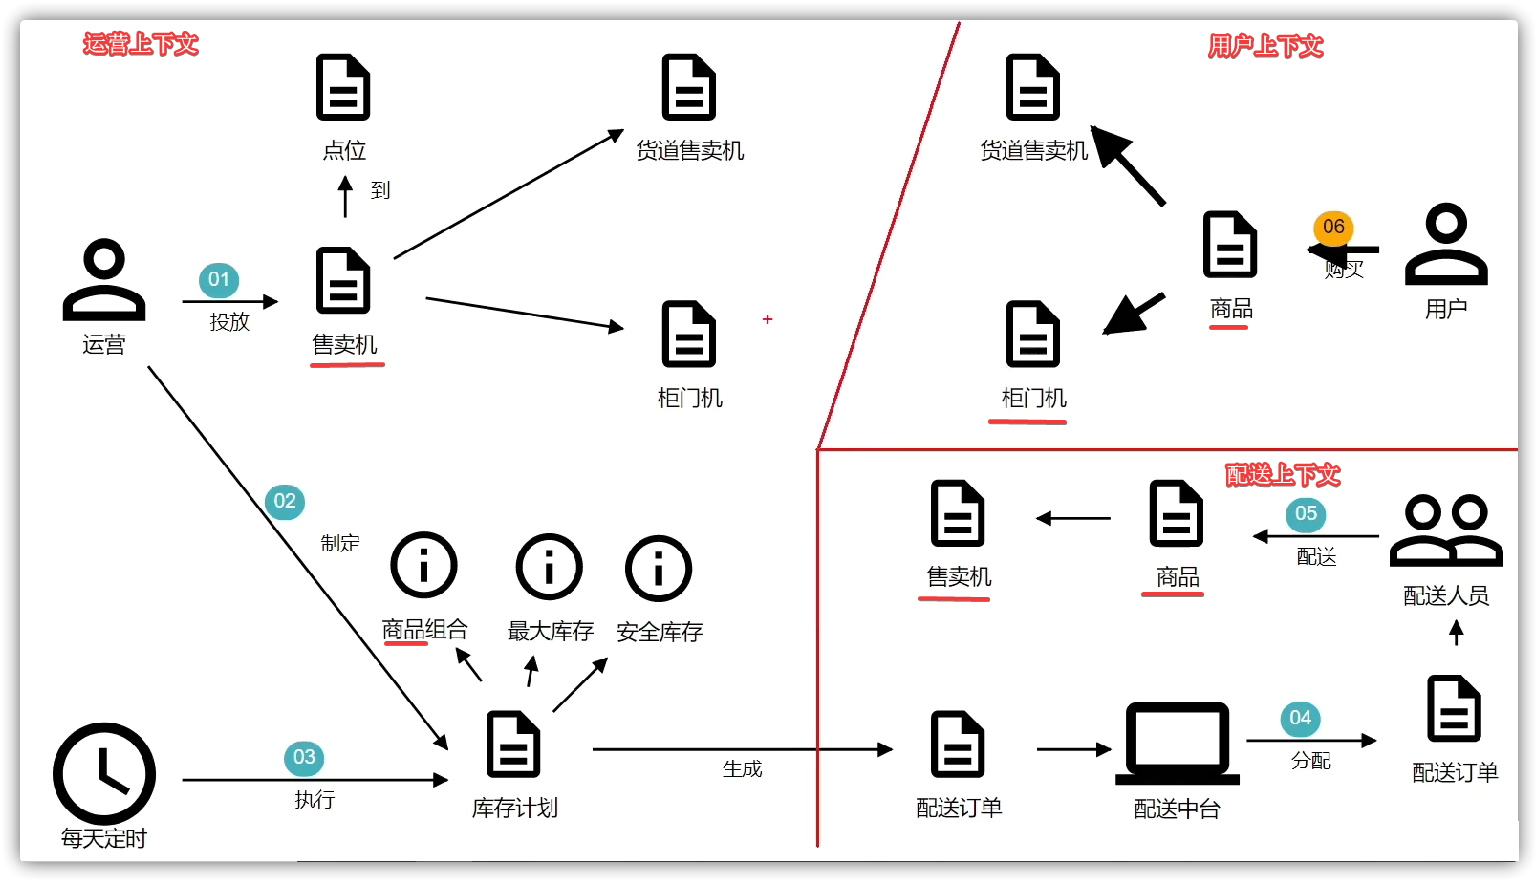 运营上下文
用户上下文
点位
货道售卖机
货道售卖机
到
06
购买
01
投放
运营
售卖机
商品
用户
柜门机
柜门机
配送上下文
02
制定
05
配送
售卖机
商品
配送人员
商品组合
最大库存
安全库存
03
执行
04
分配
生成
每天定时
库存计划
配送订单
配送中台
配送订单